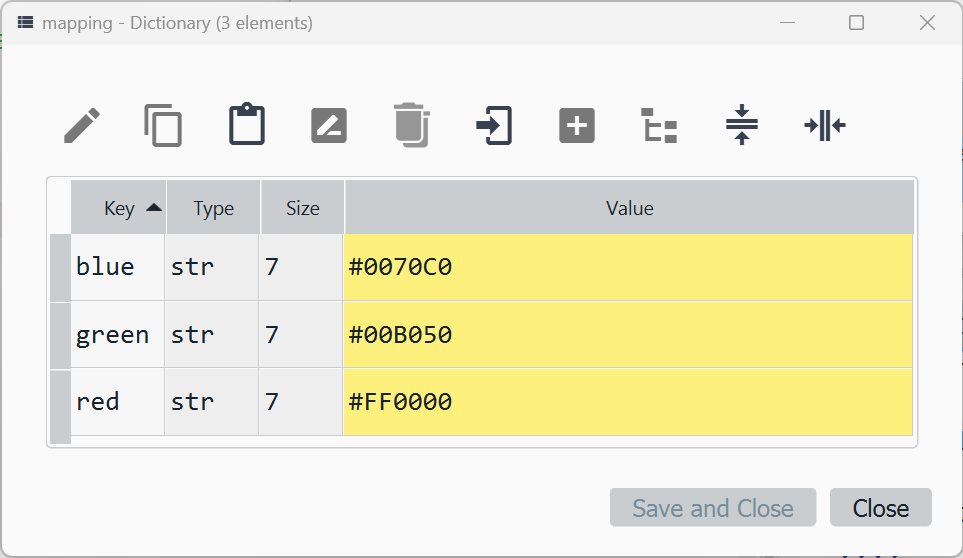 mapping - Dictionary (3 elements)
Key Type Size Value
blue str 7 #0070C0
green str 7 #00B050
red str 7 #FF0000
Save and Close Close